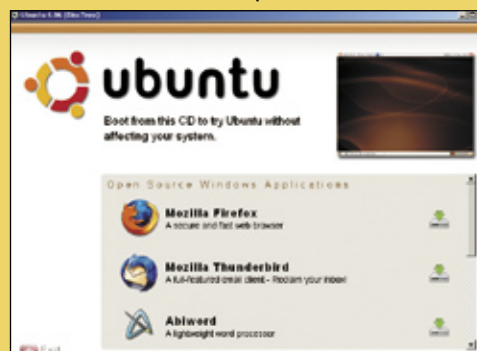 ubuntu
Boot from this CD to try Ubuntu without
affecting your system.
Open Source Windows Applications
Mozilla Firefox
A secure and fast web browser
Mozilla Thunderbird
A full-featured email client - Reclaim your inbox!
Abiword
A lightweight word processor
Exit